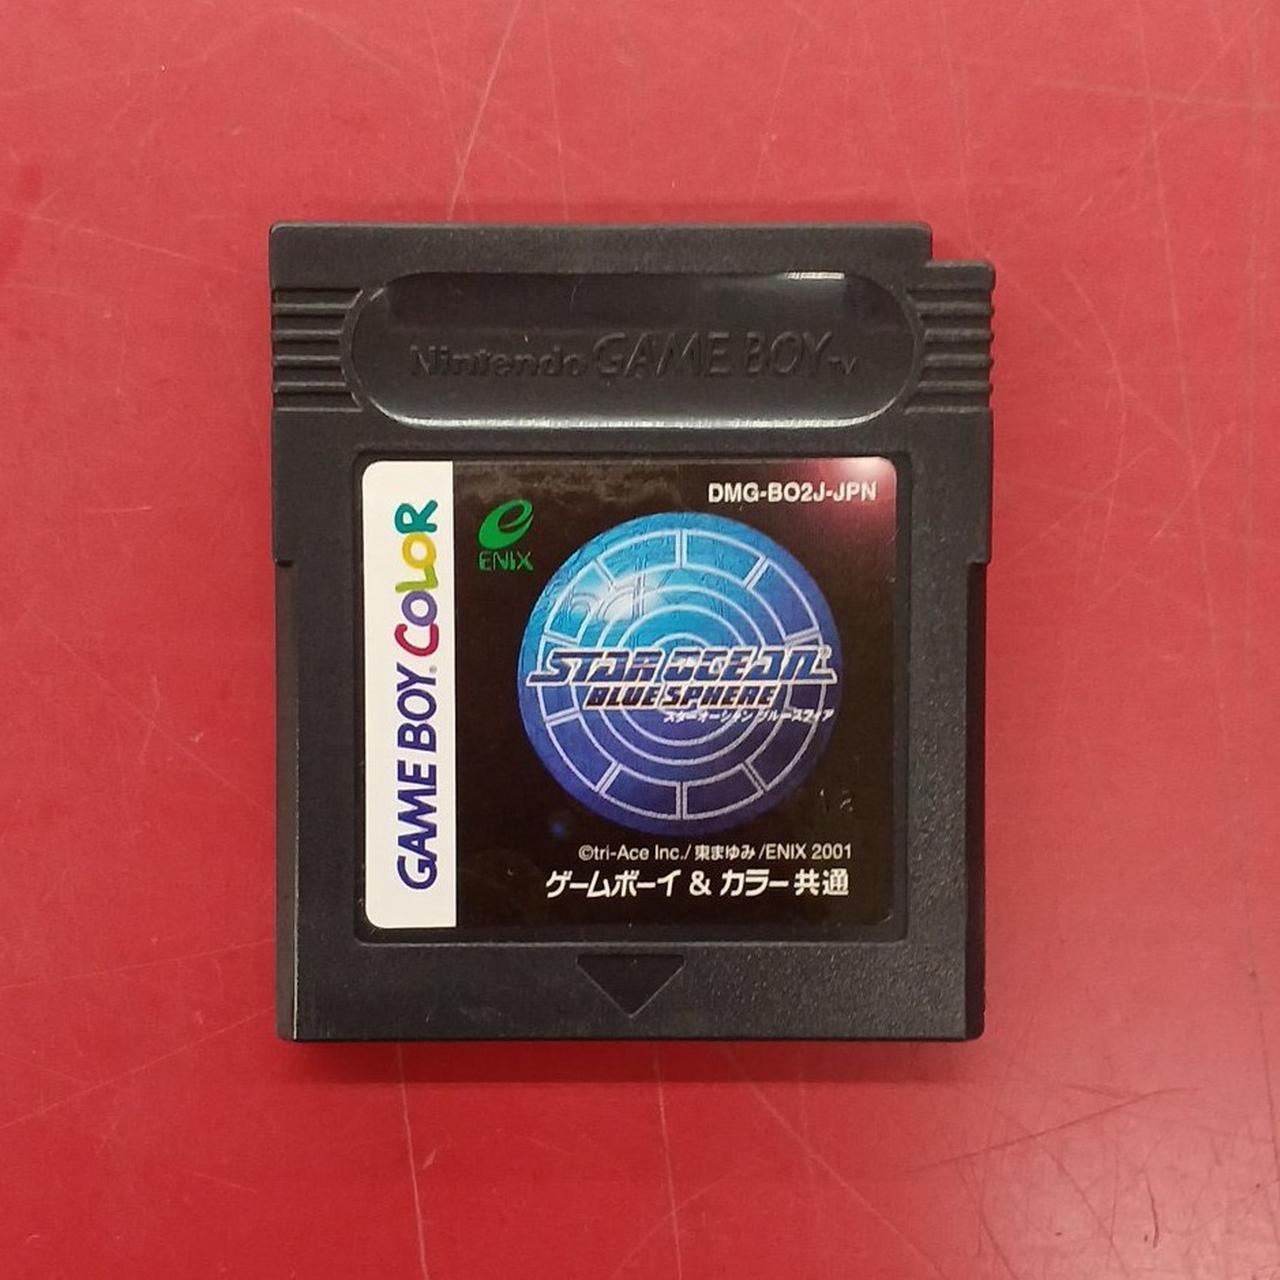 Nintendo GAME BOY TM
GAME BOY COLOR
ENIX
DMG-BO2J-JPN
STAR OCEAN
BLUE SPHERE
スターオーシャン ブルースフィア
©tri-Ace Inc./東まゆみ/ENIX 2001
ゲームボーイ & カラー共通